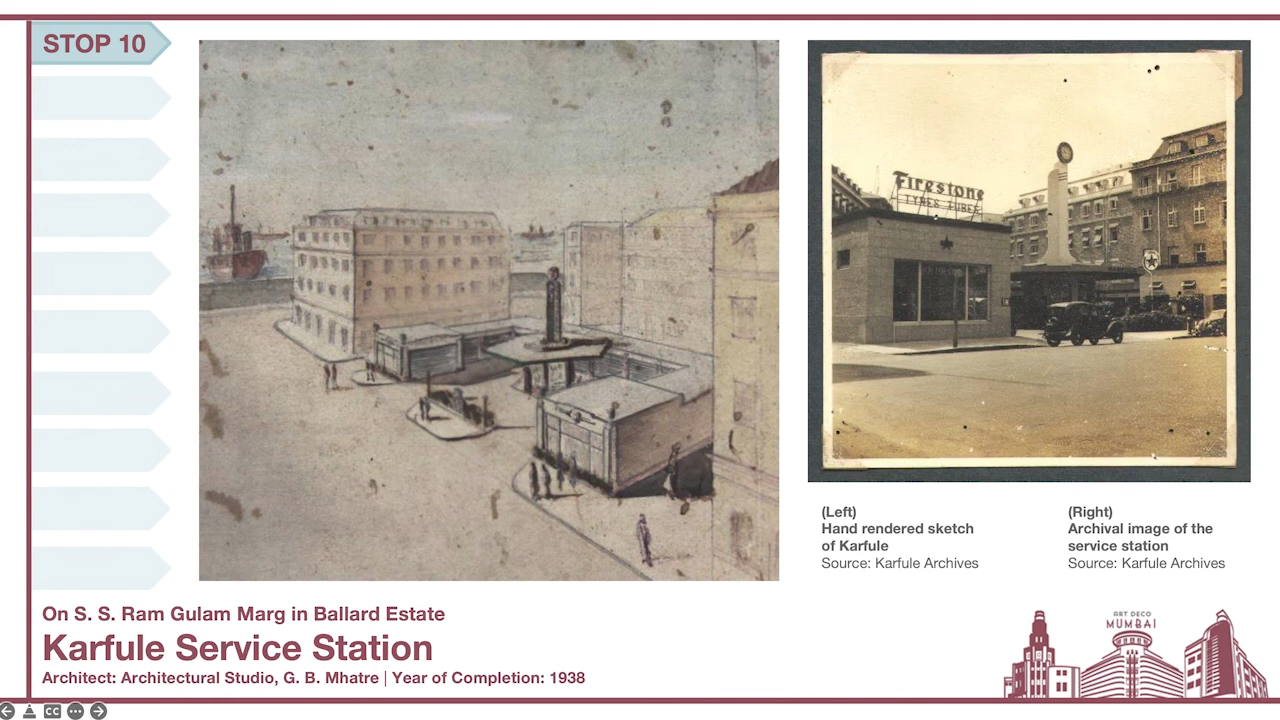 STOP 10
Firestone
TYRES TUBES
(Left)
Hand rendered sketch
of Karfule
Source: Karfule Archives
(Right)
Archival image of the
service station
Source: Karfule Archives
On S. S. Ram Gulam Marg in Ballard Estate
Karfule Service Station
Architect: Architectural Studio, G. B. Mhatre | Year of Completion: 1938
ART DECO
MUMBAI
CC